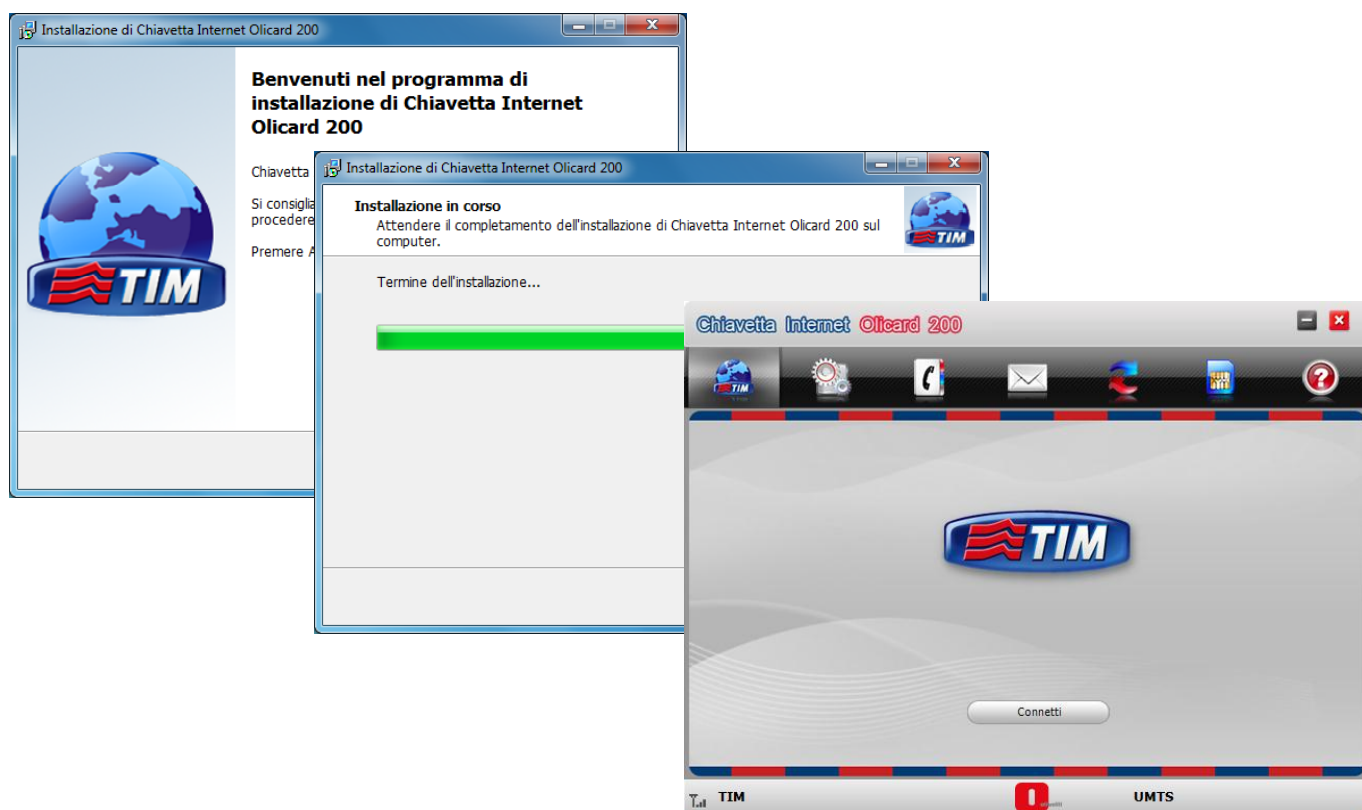 Installazione di Chiavetta Internet Olicard 200
Benvenuti nel programma di
installazione di Chiavetta Internet
Olicard 200
Chiavetta
Si consiglia
procedere
Premere A
TIM
Installazione di Chiavetta Internet Olicard 200
Installazione in corso
Attendere il completamento dell'installazione di Chiavetta Internet Olicard 200 sul
computer.
TIM
Termine dell'installazione...
Chiavetta Internet Olicard 200
TIM
TIM
Connetti
TIM
UMTS